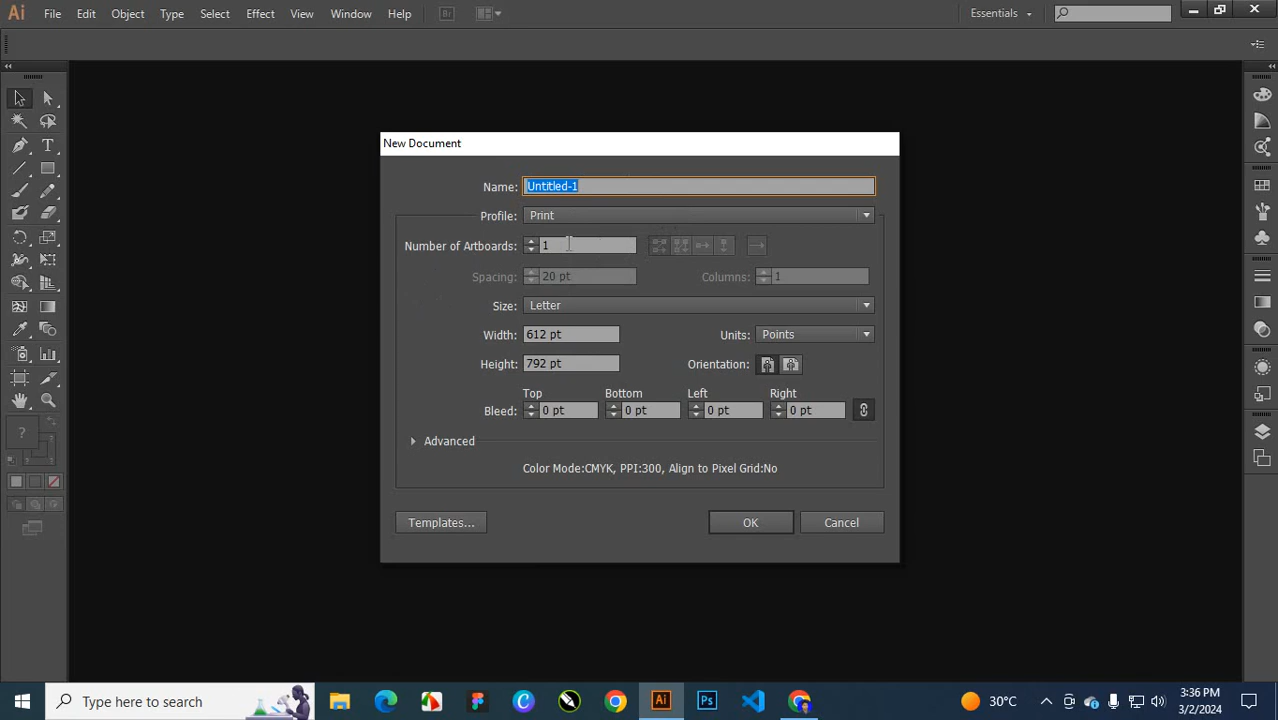 Ai File Edit Object Type Select Effect View Window Help Br Essentials
New Document
Name: Untitled-1
Profile: Print
Number of Artboards: 1
Spacing: 20 pt Columns: 1
Size: Letter
Width: 612 pt Units: Points
Height: 792 pt Orientation:
Top Bottom Left Right
Bleed: 0 pt 0 pt 0 pt 0 pt
Advanced
Color Mode:CMYK, PPI:300, Align to Pixel Grid:No
Templates... OK Cancel
?
Type here to search Ai Ps 30°C 3:36 PM
3/2/2024